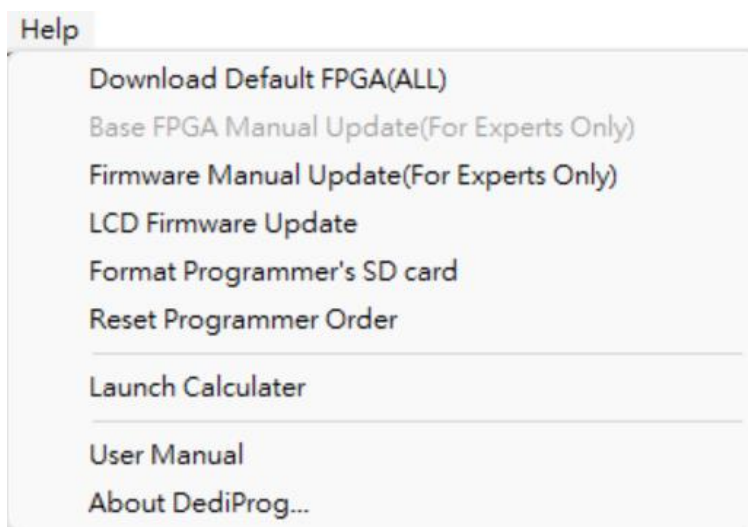 Help
Download Default FPGA(ALL)
Base FPGA Manual Update(For Experts Only)
Firmware Manual Update(For Experts Only)
LCD Firmware Update
Format Programmer's SD card
Reset Programmer Order
Launch Calculater
User Manual
About DediProg...